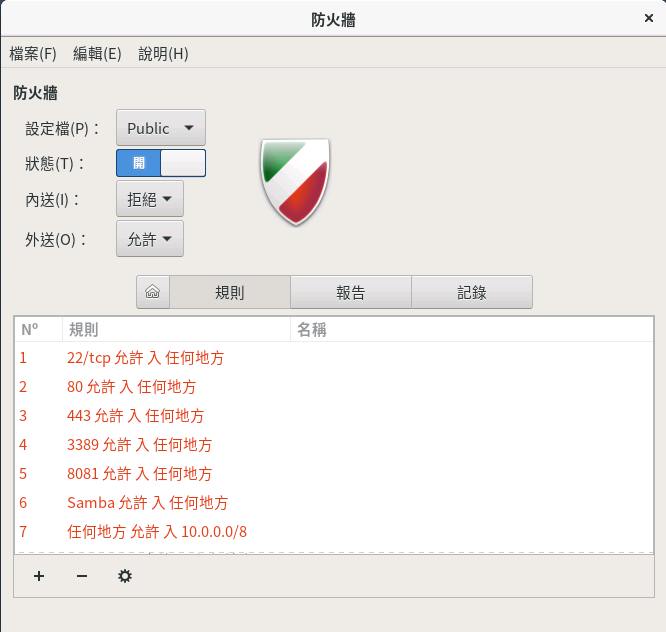 防火牆
檔案(F) 編輯(E) 說明(H)
防火牆
設定檔(P)： Public
狀態(T)： 開
內送(I)： 拒絕
外送(O)： 允許
規則 報告 記錄
Nº 規則 名稱
1 22/tcp 允許 入 任何地方
2 80 允許 入 任何地方
3 443 允許 入 任何地方
4 3389 允許 入 任何地方
5 8081 允許 入 任何地方
6 Samba 允許 入 任何地方
7 任何地方 允許 入 10.0.0.0/8